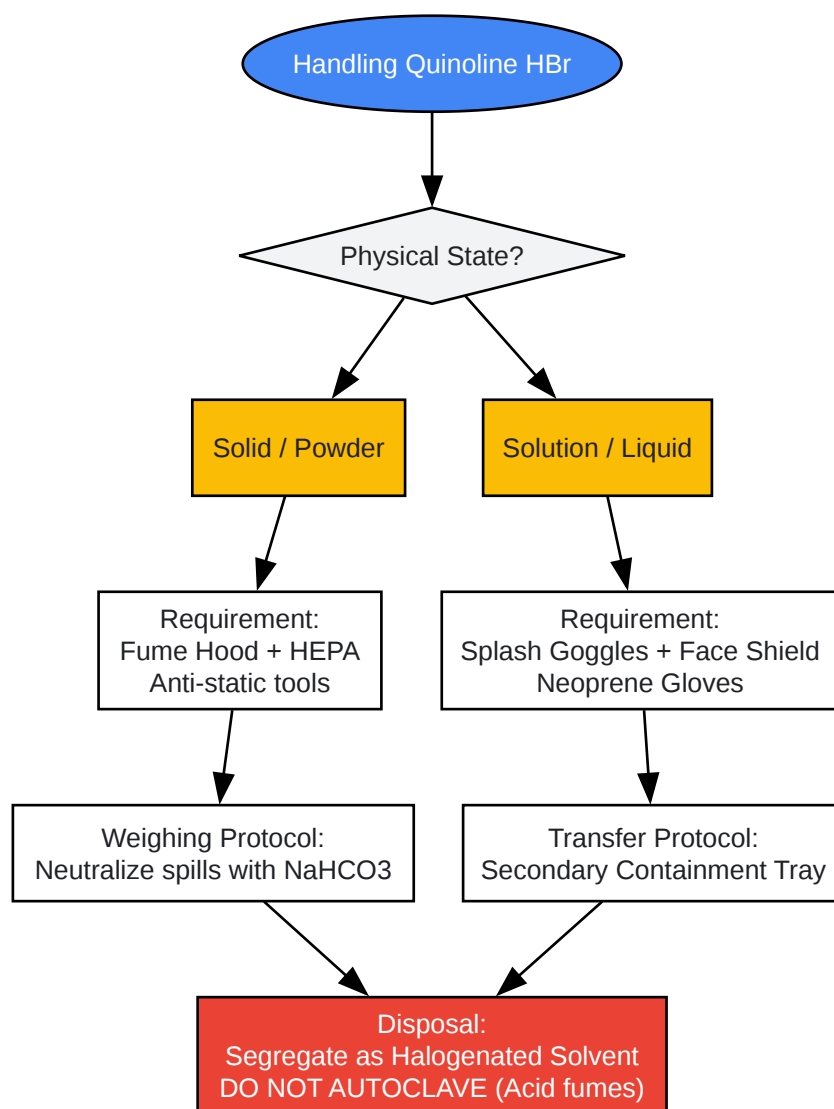 Handling Quinoline HBr
Physical State?
Solid / Powder
Solution / Liquid
Requirement:
Fume Hood + HEPA
Anti-static tools
Requirement:
Splash Goggles + Face Shield
Neoprene Gloves
Weighing Protocol:
Neutralize spills with NaHCO3
Transfer Protocol:
Secondary Containment Tray
Disposal:
Segregate as Halogenated Solvent
DO NOT AUTOCLAVE (Acid fumes)